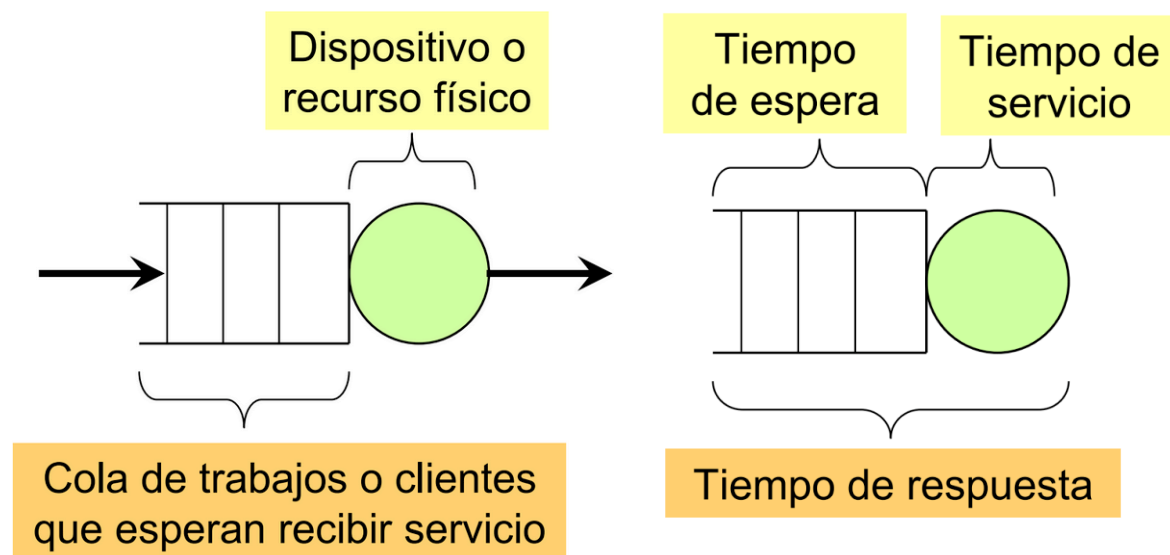 Dispositivo o
recurso físico
Cola de trabajos o clientes
que esperan recibir servicio
Tiempo
de espera
Tiempo de
servicio
Tiempo de respuesta